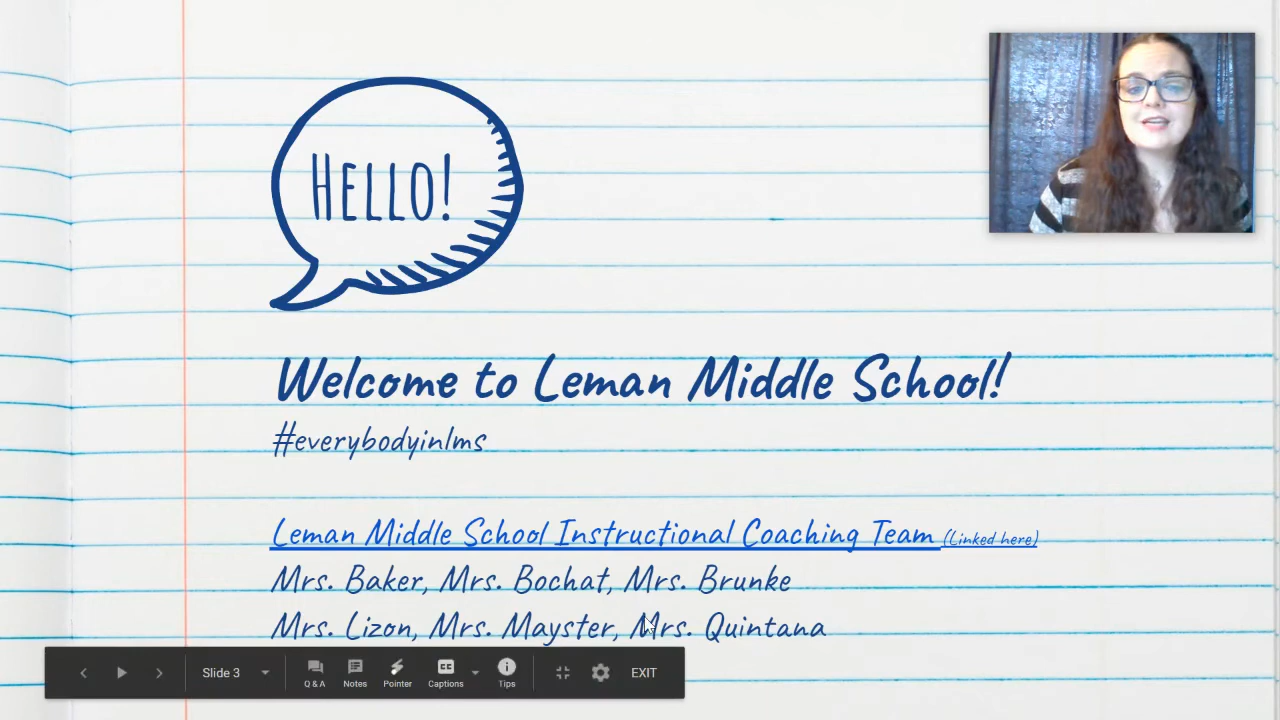 HELLO!
Welcome to Leman Middle School!
#everybodyinlms
Leman Middle School Instructional Coaching Team (Linked here)
Mrs. Baker, Mrs. Bochat, Mrs. Brunke
Mrs. Lizon, Mrs. Mayster, Mrs. Quintana
Slide 3
Q & A
Notes
Pointer
Captions
Tips
EXIT